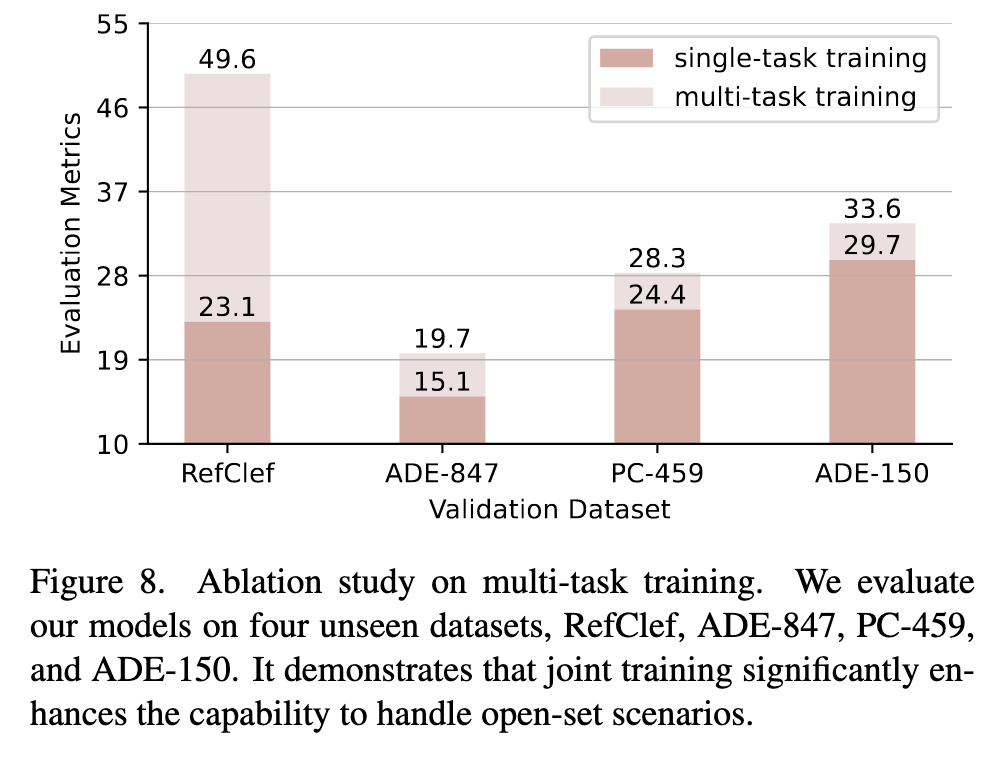 55
46
37
28
19
10
Evaluation Metrics
single-task training
multi-task training
49.6
23.1
19.7
15.1
28.3
24.4
33.6
29.7
RefClef
ADE-847
PC-459
ADE-150
Validation Dataset
Figure 8. Ablation study on multi-task training. We evaluate
our models on four unseen datasets, RefClef, ADE-847, PC-459,
and ADE-150. It demonstrates that joint training significantly en-
hances the capability to handle open-set scenarios.